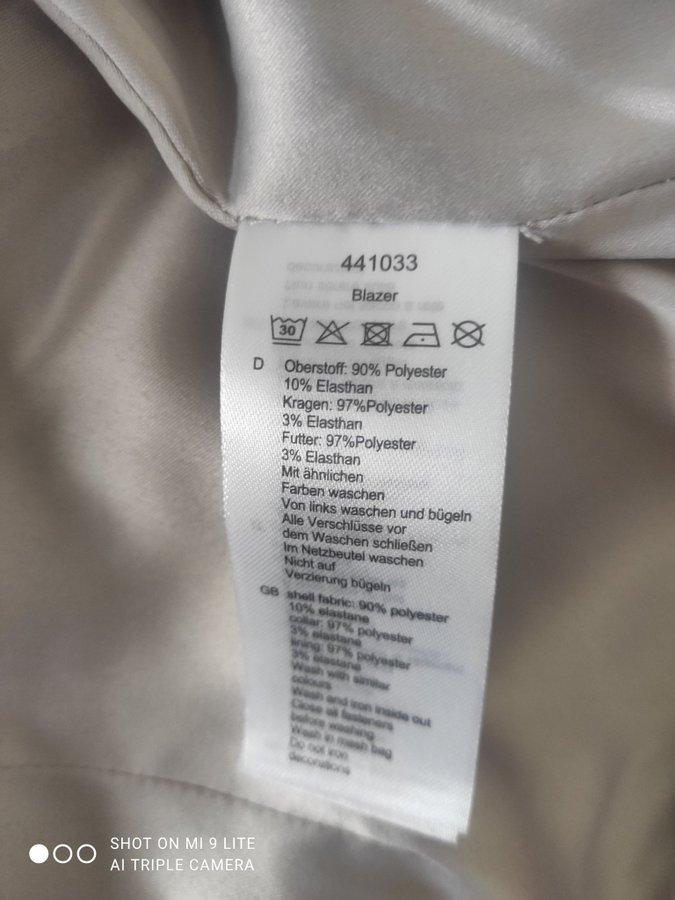 441033
Blazer
30
D Oberstoff: 90% Polyester
10% Elasthan
Kragen: 97%Polyester
3% Elasthan
Futter: 97%Polyester
3% Elasthan
Mit ähnlichen
Farben waschen
Von links waschen und bügeln
Alle Verschlüsse vor
dem Waschen schließen
Im Netzbeutel waschen
Nicht auf
Verzierung bügeln
GB shell fabric: 90% polyester
10% elastane
collar: 97% polyester
3% elastane
lining: 97% polyester
3% elastane
Wash with similar
colours
Wash and iron inside out
Close all fasteners
before washing
Wash in mesh bag
Do not iron
decorations
SHOT ON MI 9 LITE
AI TRIPLE CAMERA